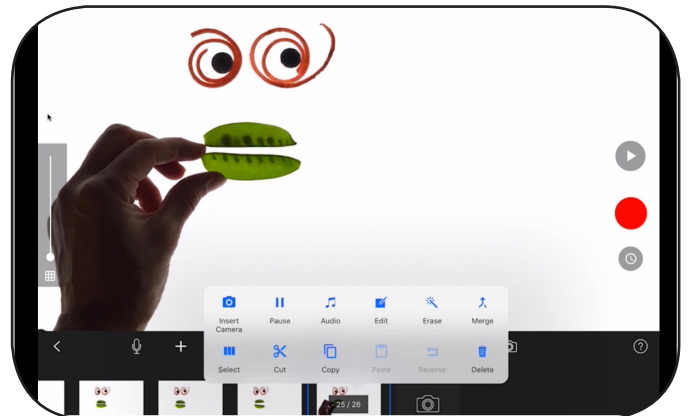 Insert
Camera
Pause
Audio
Edit
Erase
Merge
Select
Cut
Copy
Paste
Reverse
Delete
25 / 26